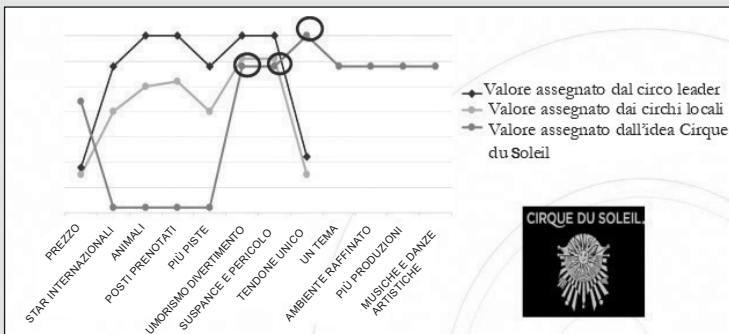 Valore assegnato dal circo leader
Valore assegnato dai circhi locali
Valore assegnato dall'idea Cirque
du Soleil
PREZZO
STAR INTERNAZIONALI
ANIMALI
POSTI PRENOTATI
PIÙ PISTE
UMORISMO DIVERTIMENTO
SUSPANCE E PERICOLO
TENDONE UNICO
UN TEMA
AMBIENTE RAFFINATO
PIÙ PRODUZIONI
MUSICHE E DANZE
ARTISTICHE
CIRQUE DU SOLEIL.